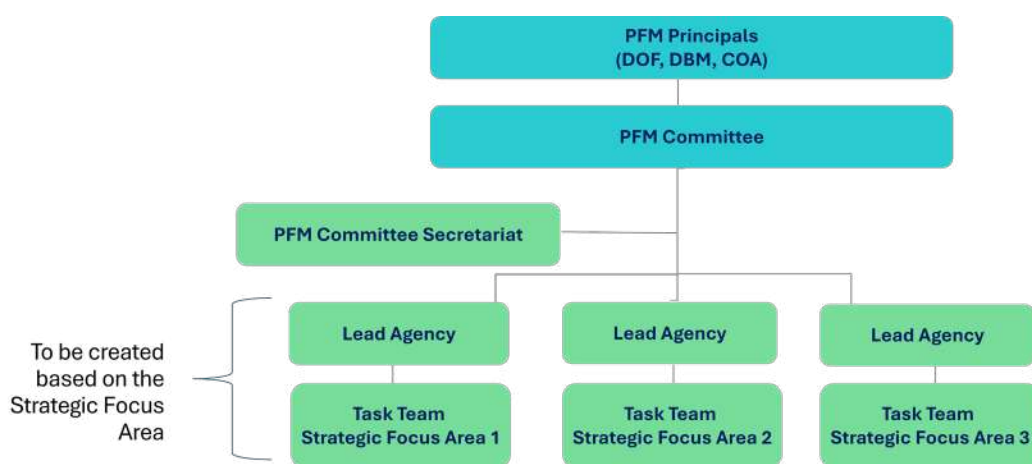 PFM Principals
(DOF, DBM, COA)
PFM Committee
PFM Committee Secretariat
Lead Agency
Lead Agency
Lead Agency
To be created
based on the
Strategic Focus
Area
Task Team
Strategic Focus Area 1
Task Team
Strategic Focus Area 2
Task Team
Strategic Focus Area 3